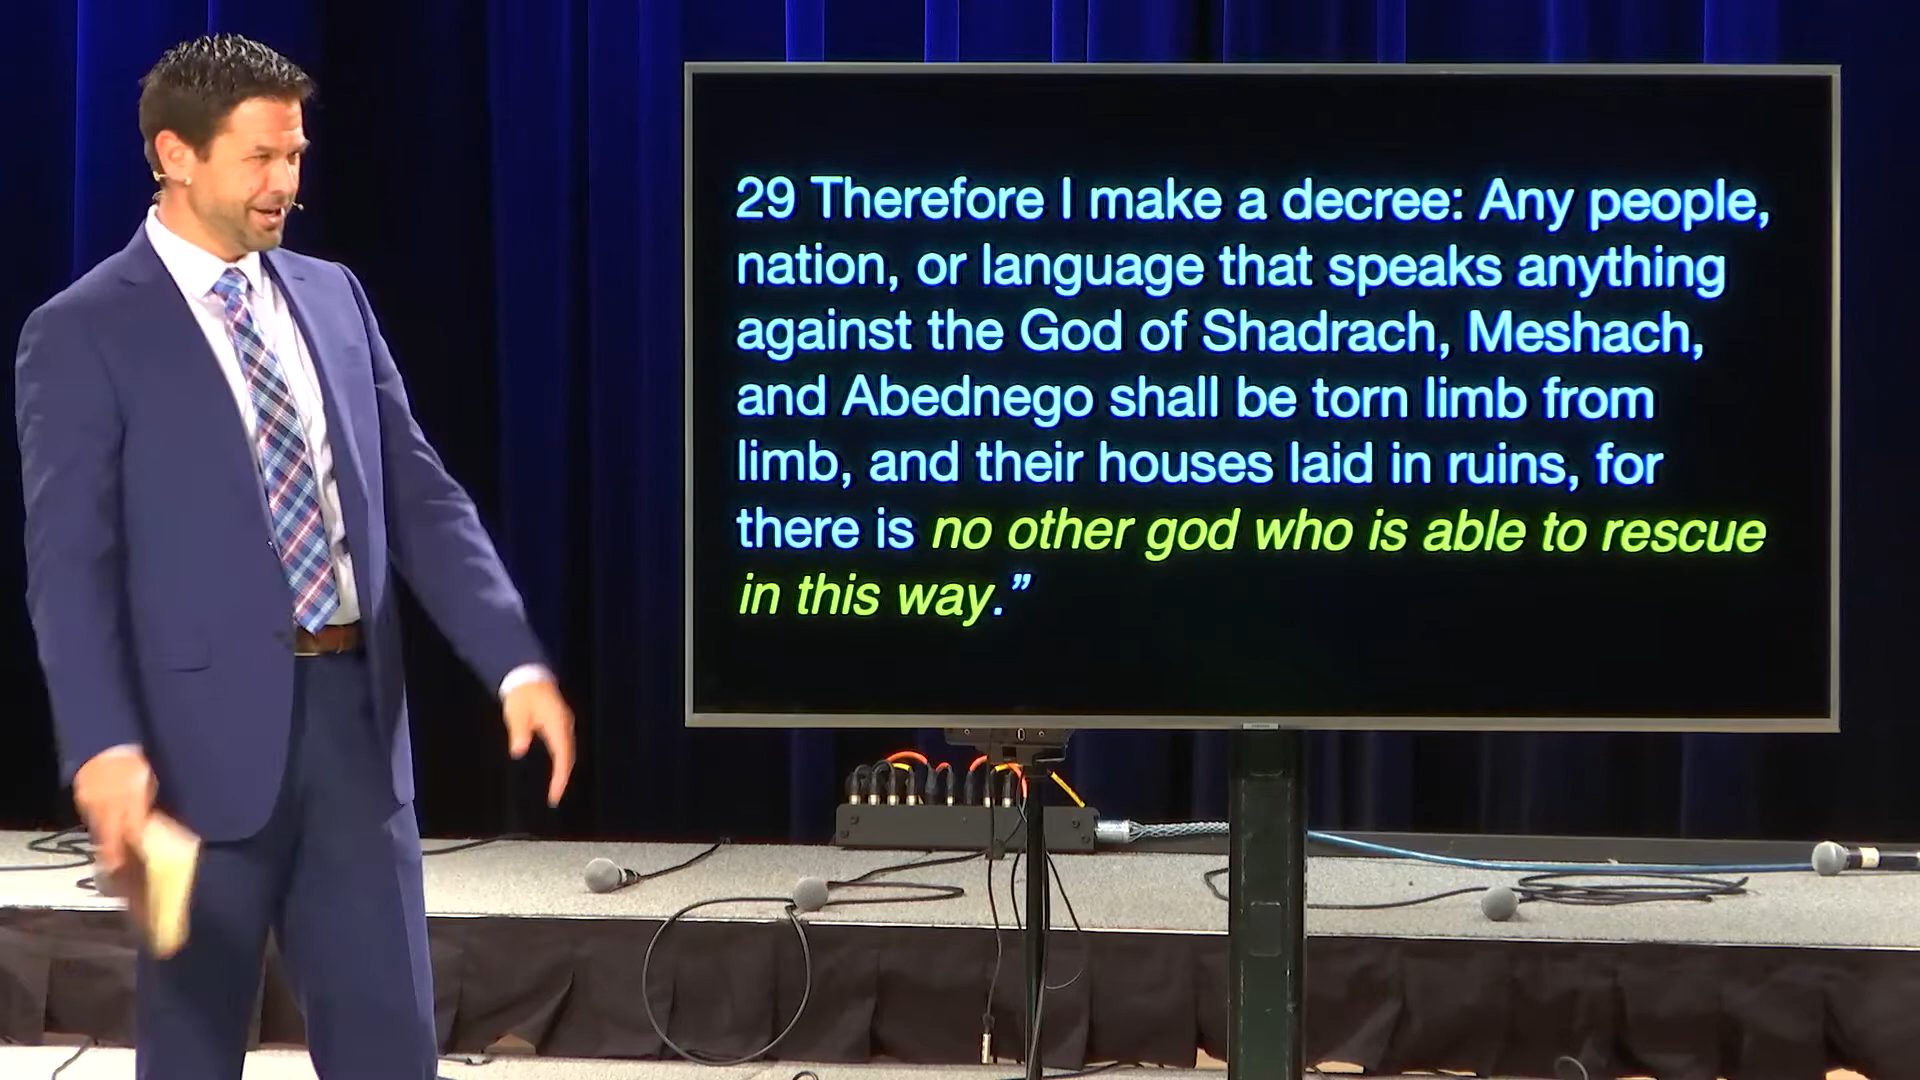 29 Therefore I make a decree: Any people,
nation, or language that speaks anything
against the God of Shadrach, Meshach,
and Abednego shall be torn limb from
limb, and their houses laid in ruins, for
there is no other god who is able to rescue
in this way.”